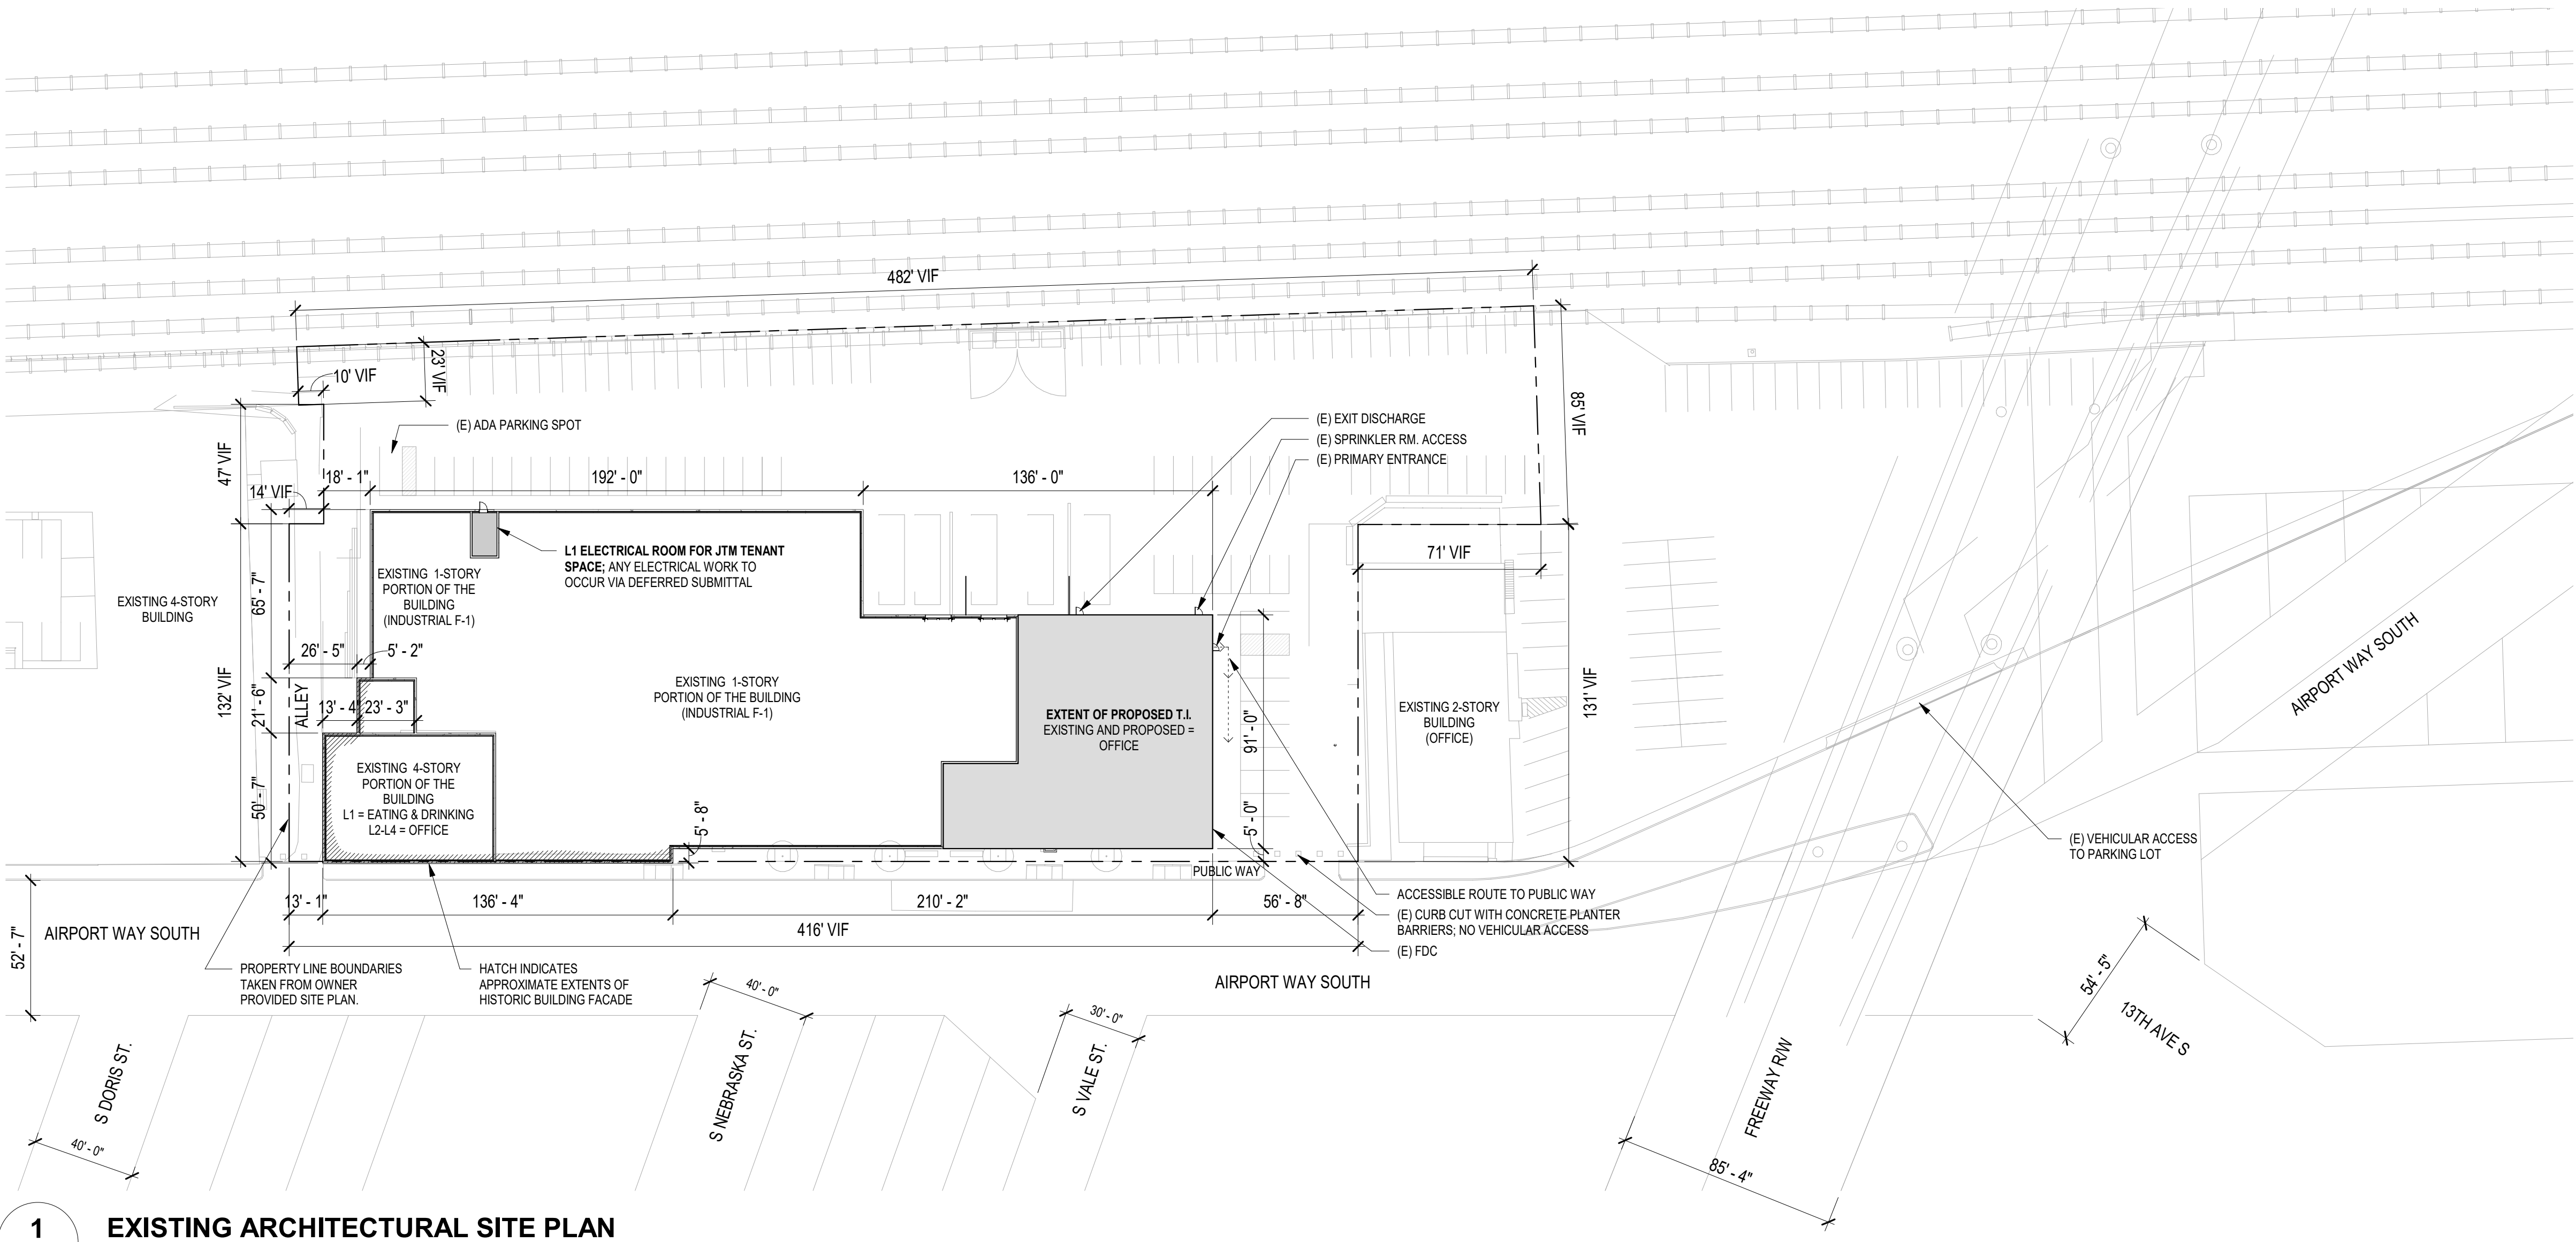 482' VIF
23' VIF
10' VIF
85' VIF
(E) ADA PARKING SPOT
(E) EXIT DISCHARGE
(E) SPRINKLER RM. ACCESS
(E) PRIMARY ENTRANCE
47' VIF
18' - 1"
192' - 0"
136' - 0"
14' VIF
L1 ELECTRICAL ROOM FOR JTM TENANT
SPACE; ANY ELECTRICAL WORK TO
OCCUR VIA DEFERRED SUBMITTAL
71' VIF
EXISTING 1-STORY
PORTION OF THE
BUILDING
(INDUSTRIAL F-1)
65' - 7"
EXISTING 4-STORY
BUILDING
26' - 5"
5' - 2"
EXISTING 1-STORY
PORTION OF THE BUILDING
(INDUSTRIAL F-1)
132' VIF
21' - 6"
ALLEY
13' - 4"
23' - 3"
EXTENT OF PROPOSED T.I.
EXISTING AND PROPOSED =
OFFICE
91' - 0"
EXISTING 2-STORY
BUILDING
(OFFICE)
131' VIF
AIRPORT WAY SOUTH
EXISTING 4-STORY
PORTION OF THE
BUILDING
L1 = EATING & DRINKING
L2-L4 = OFFICE
50' - 7"
5' - 8"
5' - 0"
(E) VEHICULAR ACCESS
TO PARKING LOT
PUBLIC WAY
ACCESSIBLE ROUTE TO PUBLIC WAY
(E) CURB CUT WITH CONCRETE PLANTER
BARRIERS; NO VEHICULAR ACCESS
(E) FDC
13' - 1"
136' - 4"
210' - 2"
56' - 8"
416' VIF
52' - 7"
AIRPORT WAY SOUTH
PROPERTY LINE BOUNDARIES
TAKEN FROM OWNER
PROVIDED SITE PLAN.
HATCH INDICATES
APPROXIMATE EXTENTS OF
HISTORIC BUILDING FACADE
AIRPORT WAY SOUTH
40' - 0"
30' - 0"
54' - 5"
13TH AVE S
S DORIS ST.
S NEBRASKA ST.
S VALE ST.
FREEWAY R/W
40' - 0"
85' - 4"
1
EXISTING ARCHITECTURAL SITE PLAN